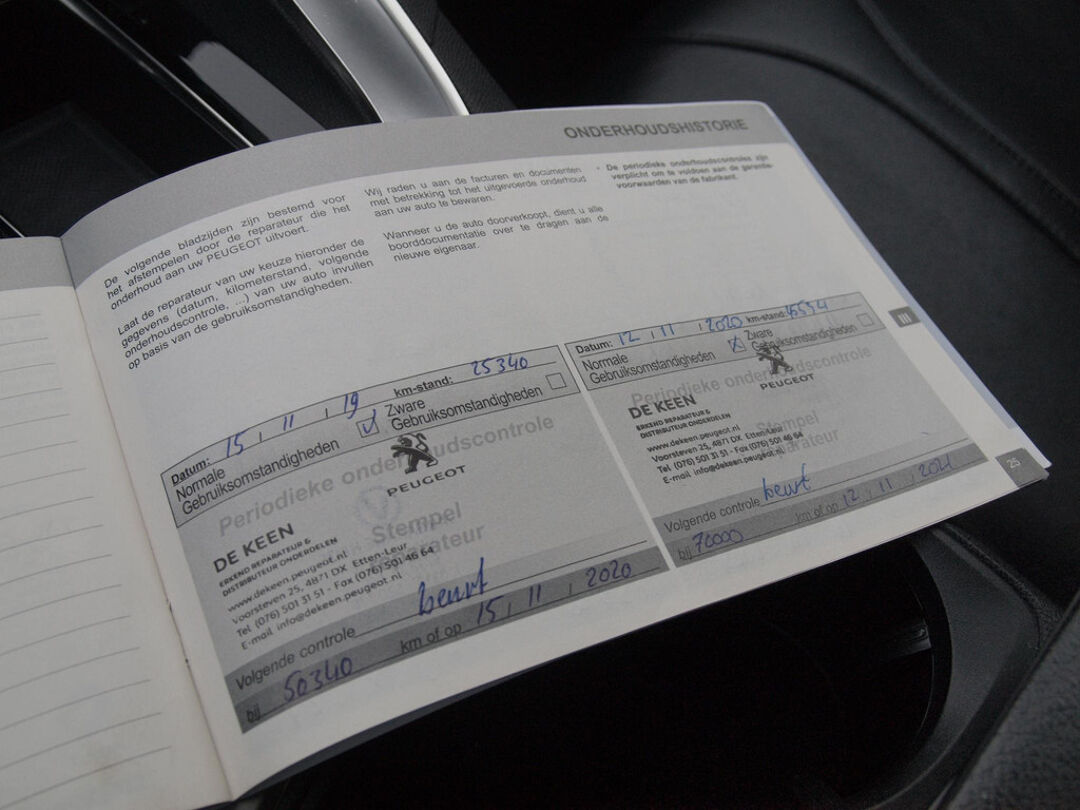 ONDERHOUDSHISTORIE
De volgende bladzijden zijn bestemd voor
het afstempelen door de reparateur die het
onderhoud aan uw PEUGEOT uitvoert.
Laat de reparateur van uw keuze hieronder de
gegevens (datum, kilometerstand, volgende
onderhoudscontrole, ...) van uw auto invullen
op basis van de gebruiksomstandigheden.
Wij raden u aan de facturen en documenten
met betrekking tot het uitgevoerde onderhoud
aan uw auto te bewaren.
Wanneer u de auto doorverkoopt, dient u alle
boorddocumentatie over te dragen aan de
nieuwe eigenaar.
De periodieke onderhoudscontroles zijn
verplicht om te voldoen aan de garantie-
voorwaarden van de fabrikant.
Datum: 15 11 19 km-stand: 25340
Normale
Gebruiksomstandigheden
Zware
Gebruiksomstandigheden
Periodieke onderhoudscontrole
PEUGEOT
Stempel
reparateur
DE KEEN
ERKEND REPARATEUR &
DISTRIBUTEUR ONDERDELEN
www.dekeen.peugeot.nl
Voorsteven 25, 4871 DX Etten-Leur
Tel (076) 501 31 51 - Fax (076) 501 46 64
E-mail info@dekeen.peugeot.nl
Volgende controle beurt
bij 50340 km of op 15 11 2020
Datum: 12 11 2020 km-stand:
Normale
Gebruiksomstandigheden
Zware
Gebruiksomstandigheden
Periodieke onderhoudscontrole
PEUGEOT
Stempel
reparateur
DE KEEN
ERKEND REPARATEUR &
DISTRIBUTEUR ONDERDELEN
www.dekeen.peugeot.nl
Voorsteven 25, 4871 DX Etten-Leur
Tel (076) 501 31 51 - Fax (076) 501 46 64
E-mail info@dekeen.peugeot.nl
Volgende controle beurt
bij 70000 km of op 12 11 2021
III
25